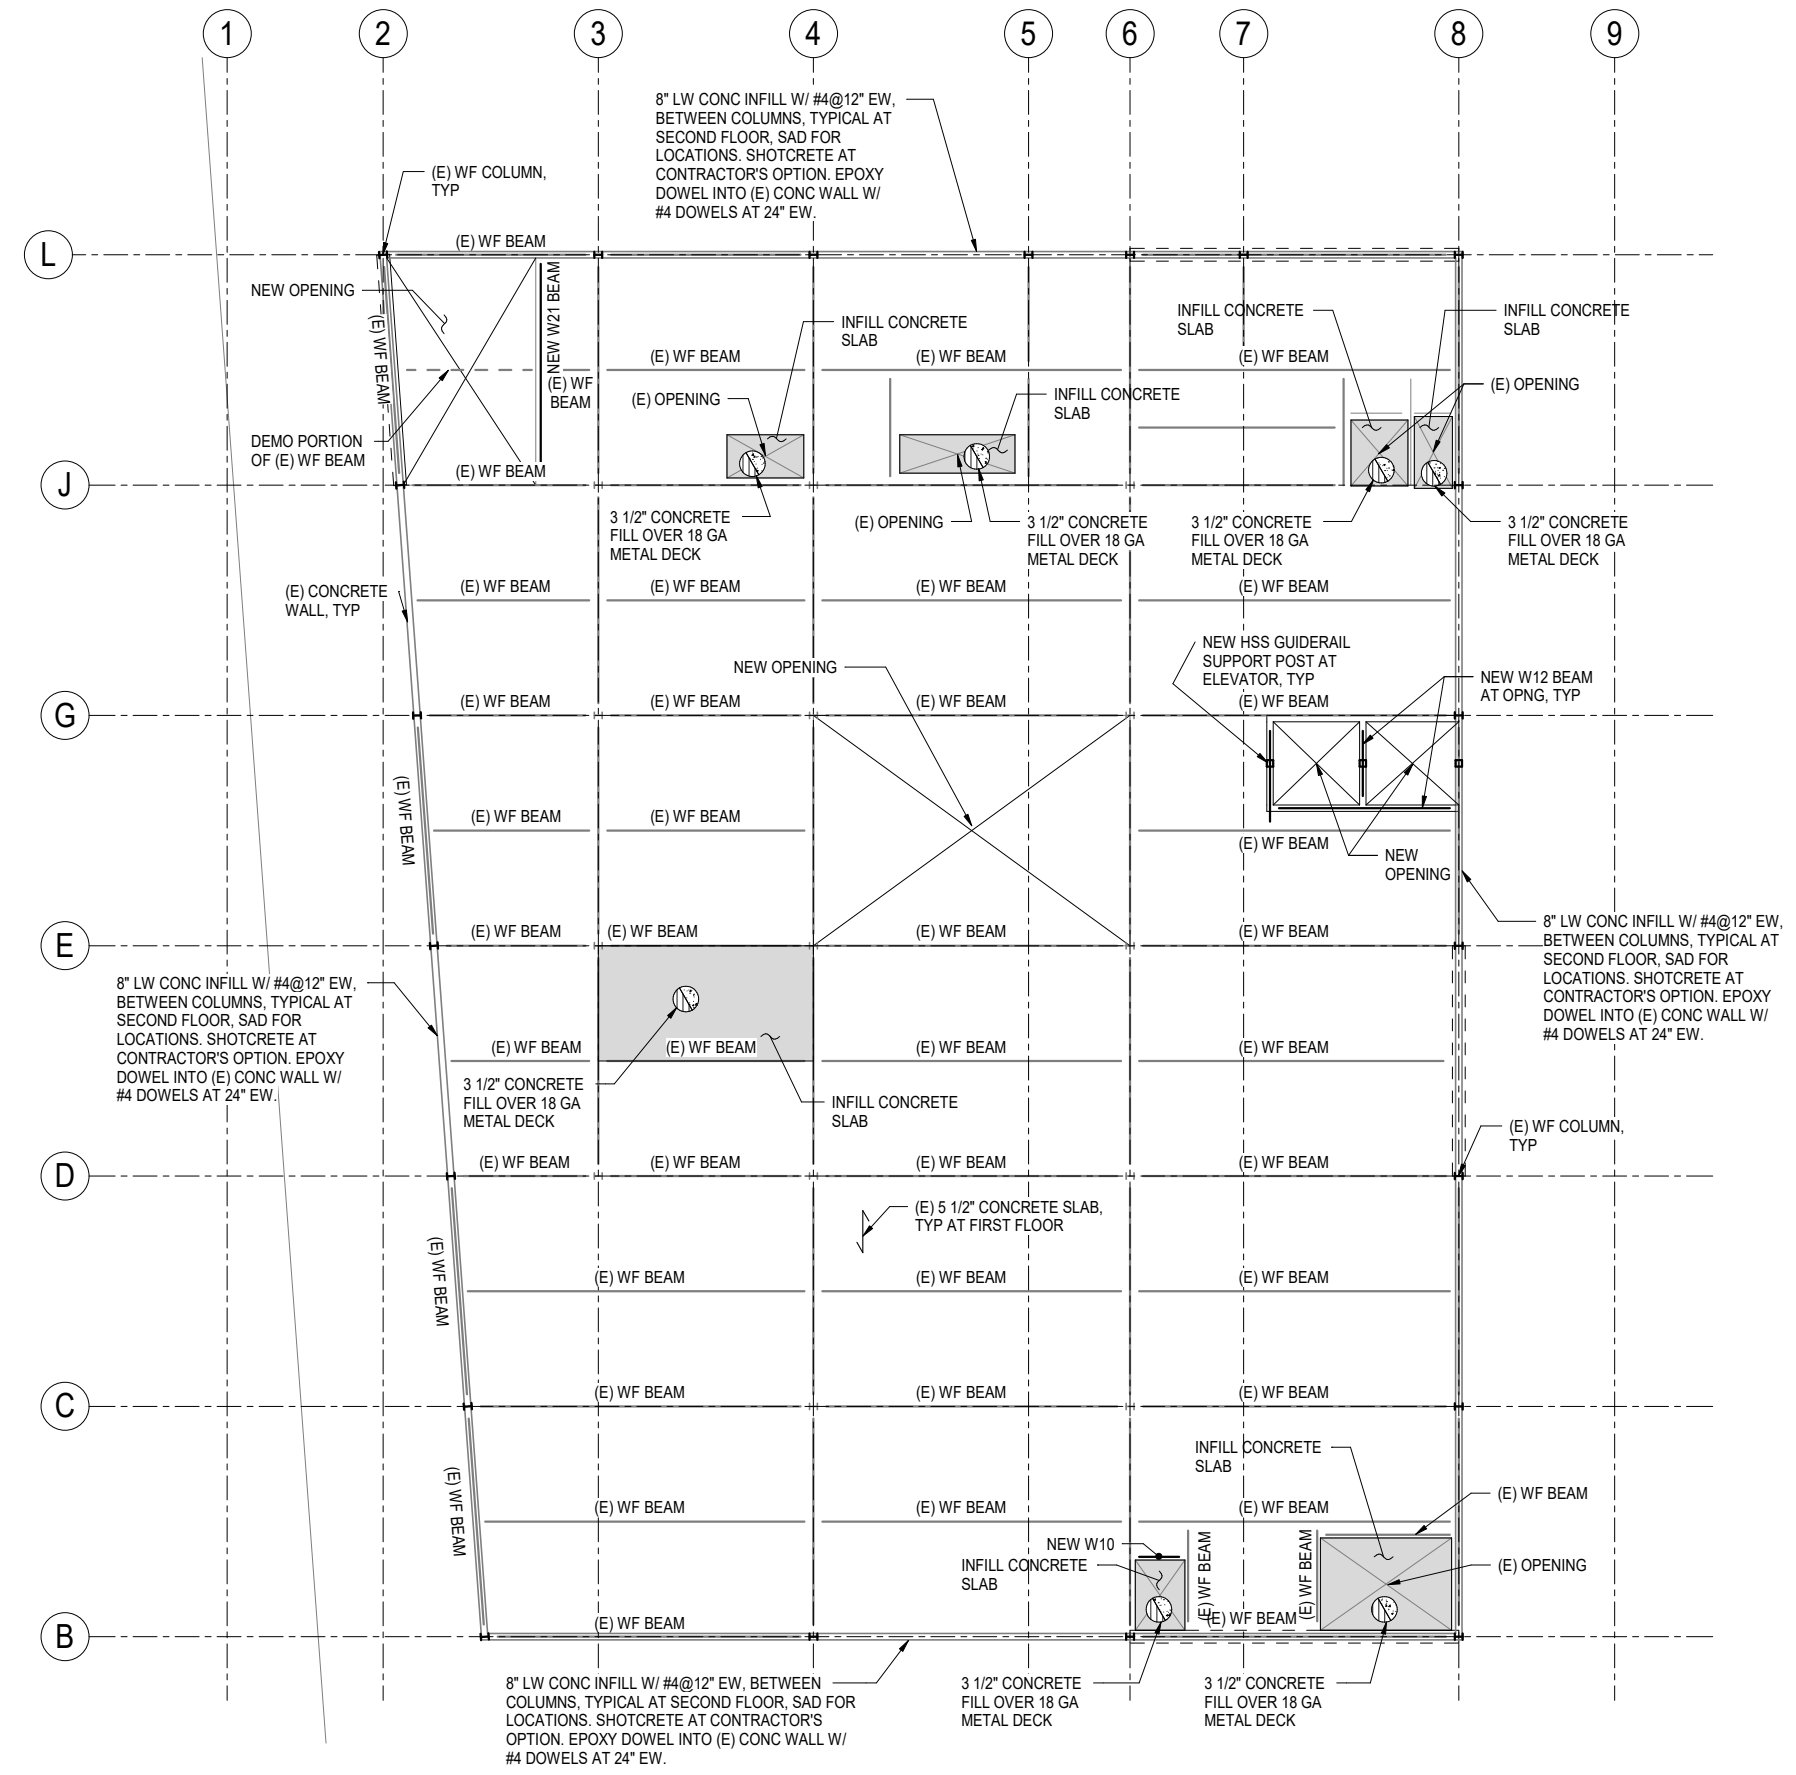 1
2
3
4
5
6
7
8
9
8" LW CONC INFILL W/ #4@12" EW,
BETWEEN COLUMNS, TYPICAL AT
SECOND FLOOR, SAD FOR
LOCATIONS. SHOTCRETE AT
CONTRACTOR'S OPTION. EPOXY
DOWEL INTO (E) CONC WALL W/
#4 DOWELS AT 24" EW.
(E) WF COLUMN,
TYP
L
(E) WF BEAM
NEW OPENING
(E) WF BEAM
NEW W21 BEAM
INFILL CONCRETE
SLAB
INFILL CONCRETE
SLAB
INFILL CONCRETE
SLAB
(E) WF BEAM
(E) WF BEAM
(E) WF BEAM
(E) WF
BEAM
(E) OPENING
INFILL CONCRETE
SLAB
(E) OPENING
DEMO PORTION
OF (E) WF BEAM
(E) WF BEAM
J
3 1/2" CONCRETE
FILL OVER 18 GA
METAL DECK
(E) OPENING
3 1/2" CONCRETE
FILL OVER 18 GA
METAL DECK
3 1/2" CONCRETE
FILL OVER 18 GA
METAL DECK
3 1/2" CONCRETE
FILL OVER 18 GA
METAL DECK
(E) CONCRETE
WALL, TYP
(E) WF BEAM
(E) WF BEAM
(E) WF BEAM
(E) WF BEAM
NEW OPENING
NEW HSS GUIDERAIL
SUPPORT POST AT
ELEVATOR, TYP
NEW W12 BEAM
AT OPNG, TYP
G
(E) WF BEAM
(E) WF BEAM
(E) WF BEAM
(E) WF BEAM
(E) WF BEAM
(E) WF BEAM
(E) WF BEAM
(E) WF BEAM
NEW
OPENING
E
(E) WF BEAM
(E) WF BEAM
(E) WF BEAM
(E) WF BEAM
8" LW CONC INFILL W/ #4@12" EW,
BETWEEN COLUMNS, TYPICAL AT
SECOND FLOOR, SAD FOR
LOCATIONS. SHOTCRETE AT
CONTRACTOR'S OPTION. EPOXY
DOWEL INTO (E) CONC WALL W/
#4 DOWELS AT 24" EW.
8" LW CONC INFILL W/ #4@12" EW,
BETWEEN COLUMNS, TYPICAL AT
SECOND FLOOR, SAD FOR
LOCATIONS. SHOTCRETE AT
CONTRACTOR'S OPTION. EPOXY
DOWEL INTO (E) CONC WALL W/
#4 DOWELS AT 24" EW.
(E) WF BEAM
(E) WF BEAM
(E) WF BEAM
(E) WF BEAM
3 1/2" CONCRETE
FILL OVER 18 GA
METAL DECK
INFILL CONCRETE
SLAB
(E) WF COLUMN,
TYP
D
(E) WF BEAM
(E) WF BEAM
(E) WF BEAM
(E) WF BEAM
(E) 5 1/2" CONCRETE SLAB,
TYP AT FIRST FLOOR
(E) WF BEAM
(E) WF BEAM
(E) WF BEAM
(E) WF BEAM
C
(E) WF BEAM
(E) WF BEAM
(E) WF BEAM
INFILL CONCRETE
SLAB
(E) WF BEAM
(E) WF BEAM
(E) WF BEAM
(E) WF BEAM
(E) WF BEAM
NEW W10
INFILL CONCRETE
SLAB
(E) WF BEAM
(E) WF BEAM
(E) OPENING
B
(E) WF BEAM
(E) WF BEAM
8" LW CONC INFILL W/ #4@12" EW, BETWEEN
COLUMNS, TYPICAL AT SECOND FLOOR, SAD FOR
LOCATIONS. SHOTCRETE AT CONTRACTOR'S
OPTION. EPOXY DOWEL INTO (E) CONC WALL W/
#4 DOWELS AT 24" EW.
3 1/2" CONCRETE
FILL OVER 18 GA
METAL DECK
3 1/2" CONCRETE
FILL OVER 18 GA
METAL DECK